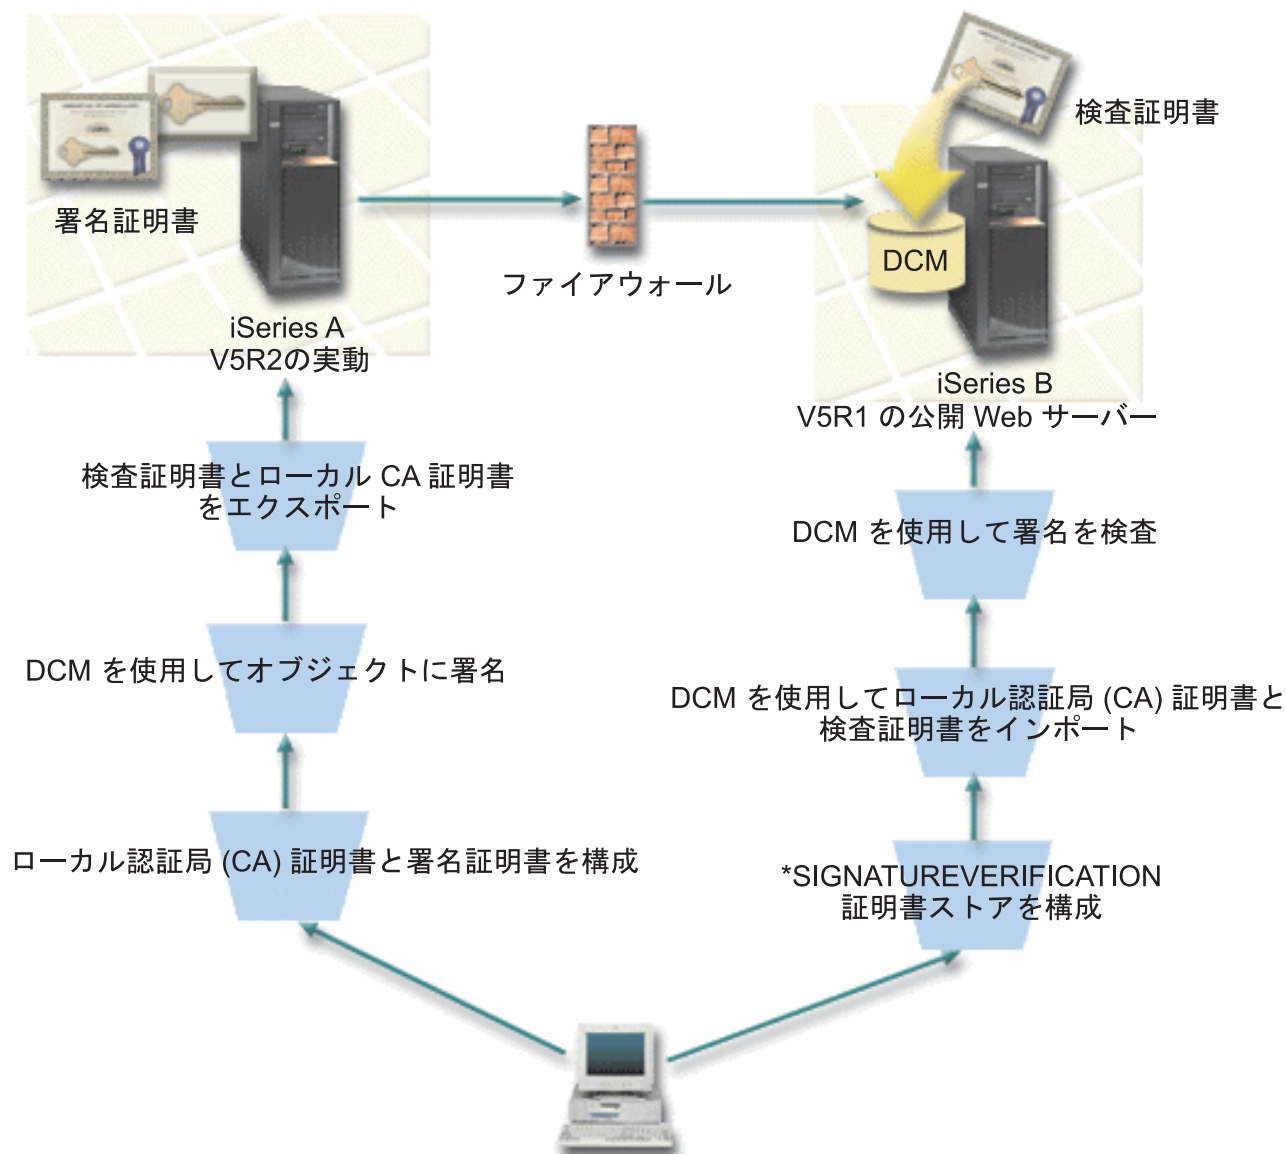 署名証明書
検査証明書
ファイアウォール
DCM
iSeries A
V5R2の実動
iSeries B
V5R1 の公開 Web サーバー
検査証明書とローカル CA 証明書
をエクスポート
DCM を使用してオブジェクトに署名
ローカル認証局 (CA) 証明書と署名証明書を構成
DCM を使用して署名を検査
DCM を使用してローカル認証局 (CA) 証明書と
検査証明書をインポート
*SIGNATUREVERIFICATION
証明書ストアを構成